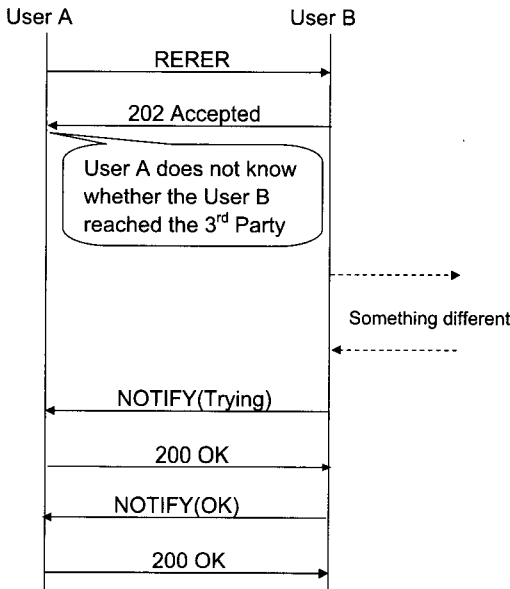 User A
User B
RERER
202 Accepted
User A does not know
whether the User B
reached the 3rd Party
Something different
NOTIFY(Trying)
200 OK
NOTIFY(OK)
200 OK